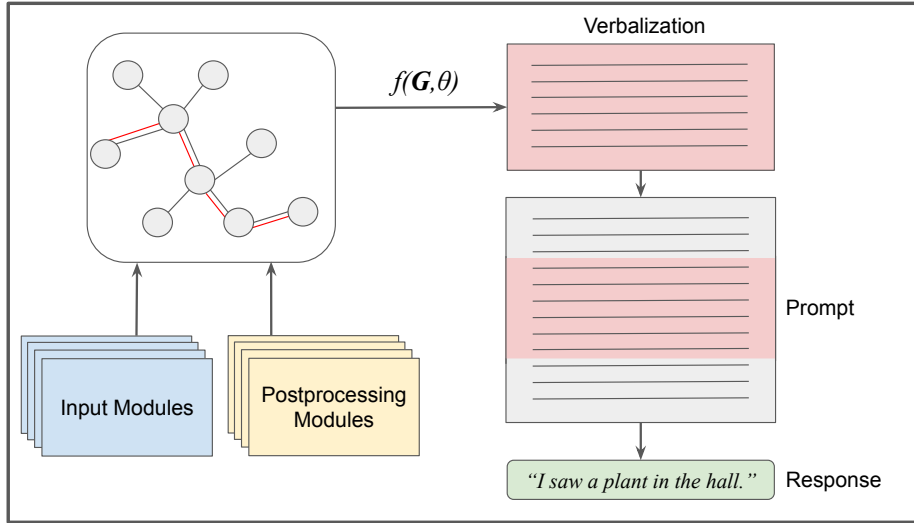 Verbalization
f(G,θ)
Prompt
Input Modules
Postprocessing
Modules
“I saw a plant in the hall.”
Response